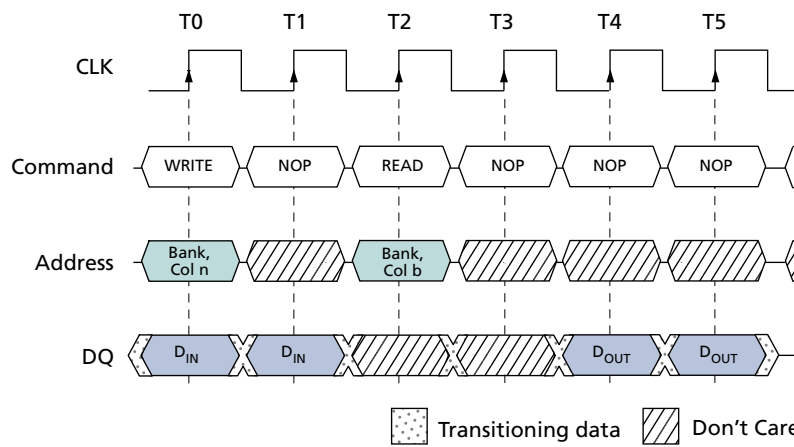 T0 T1 T2 T3 T4 T5
CLK
Command WRITE NOP READ NOP NOP NOP
Address Bank, Col n Bank, Col b
DQ DIN DIN DOUT DOUT
Transitioning data Don't Care